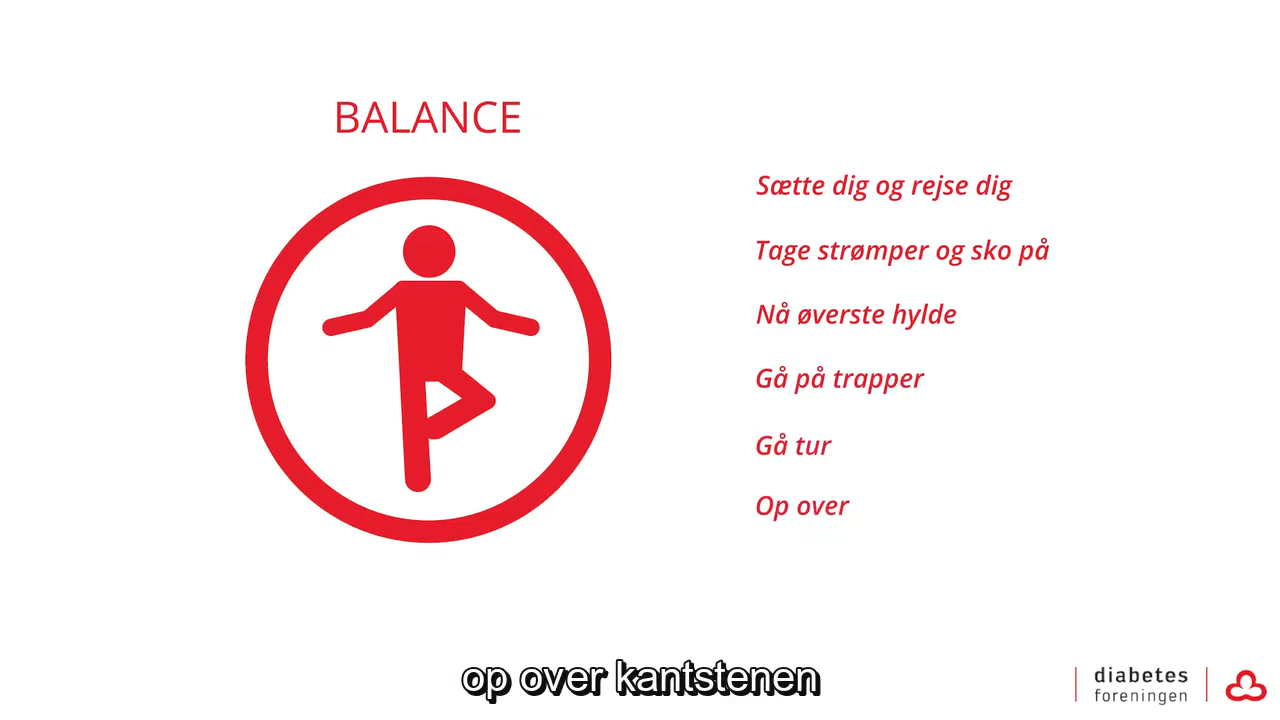 BALANCE
Sætte dig og rejse dig
Tage strømper og sko på
Nå øverste hylde
Gå på trapper
Gå tur
Op over
op over kantstenen
diabetes
foreningen